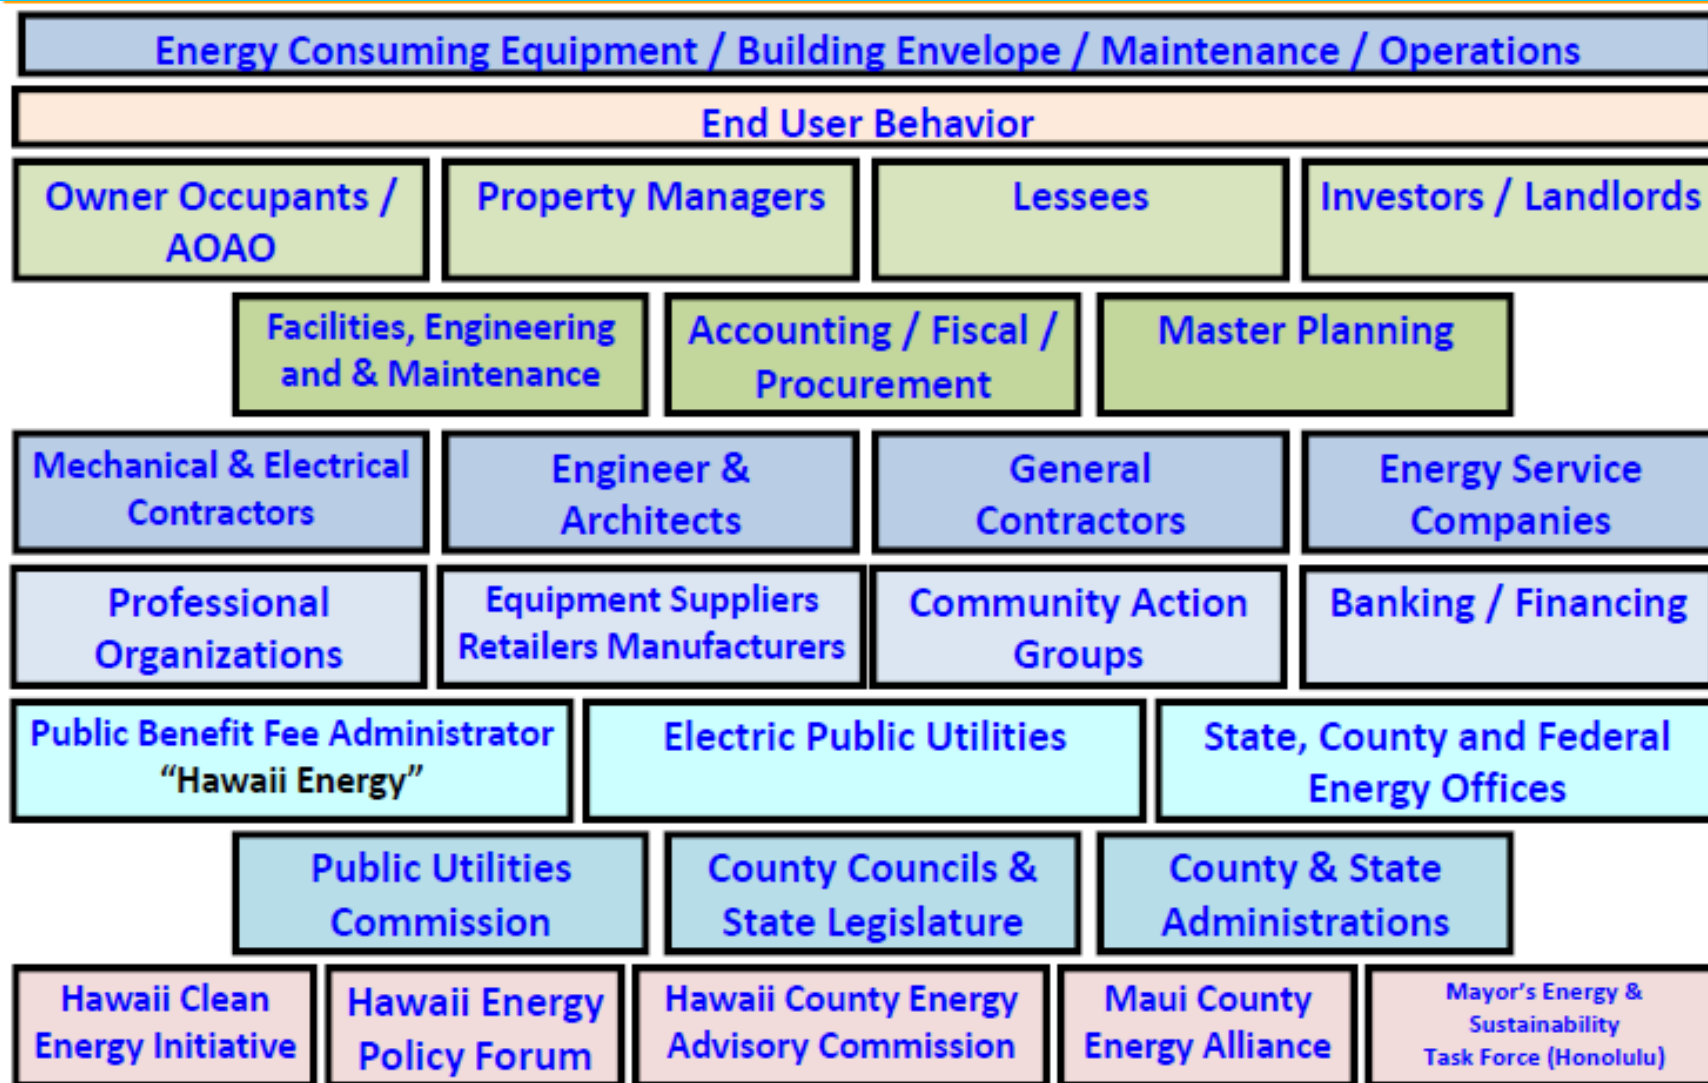 Energy Consuming Equipment / Building Envelope / Maintenance / Operations
End User Behavior
Owner Occupants /
AOAO
Property Managers
Lessees
Investors / Landlords
Facilities, Engineering
and & Maintenance
Accounting / Fiscal /
Procurement
Master Planning
Mechanical & Electrical
Contractors
Engineer &
Architects
General
Contractors
Energy Service
Companies
Professional
Organizations
Equipment Suppliers
Retailers Manufacturers
Community Action
Groups
Banking / Financing
Public Benefit Fee Administrator
“Hawaii Energy”
Electric Public Utilities
State, County and Federal
Energy Offices
Public Utilities
Commission
County Councils &
State Legislature
County & State
Administrations
Hawaii Clean
Energy Initiative
Hawaii Energy
Policy Forum
Hawaii County Energy
Advisory Commission
Maui County
Energy Alliance
Mayor’s Energy &
Sustainability
Task Force (Honolulu)